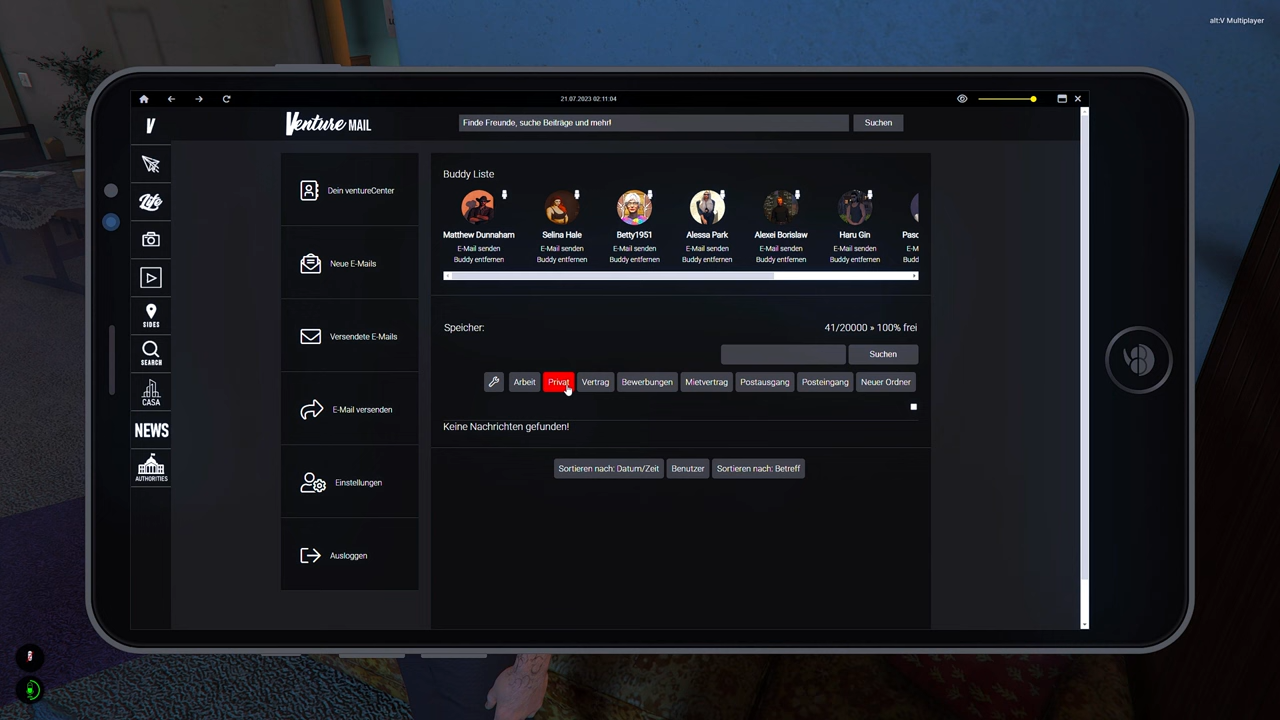 alt:V Multiplayer
21.07.2023 02:11:04
V
Life
SIDES
SEARCH
CASA
NEWS
AUTHORITIES
Venture MAIL
Finde Freunde, suche Beiträge und mehr!
Suchen
Dein ventureCenter
Neue E-Mails
Versendete E-Mails
E-Mail versenden
Einstellungen
Ausloggen
Buddy Liste
Matthew Dunnaham Selina Hale Betty1951 Alessa Park Alexei Borislaw Haru Gin Pasc
E-Mail senden E-Mail senden E-Mail senden E-Mail senden E-Mail senden E-Mail senden E-M
Buddy entfernen Buddy entfernen Buddy entfernen Buddy entfernen Buddy entfernen Buddy entfernen Budd
Speicher: 41/20000 » 100% frei
Suchen
Arbeit Privat Vertrag Bewerbungen Mietvertrag Postausgang Posteingang Neuer Ordner
Keine Nachrichten gefunden!
Sortieren nach: Datum/Zeit Benutzer Sortieren nach: Betreff